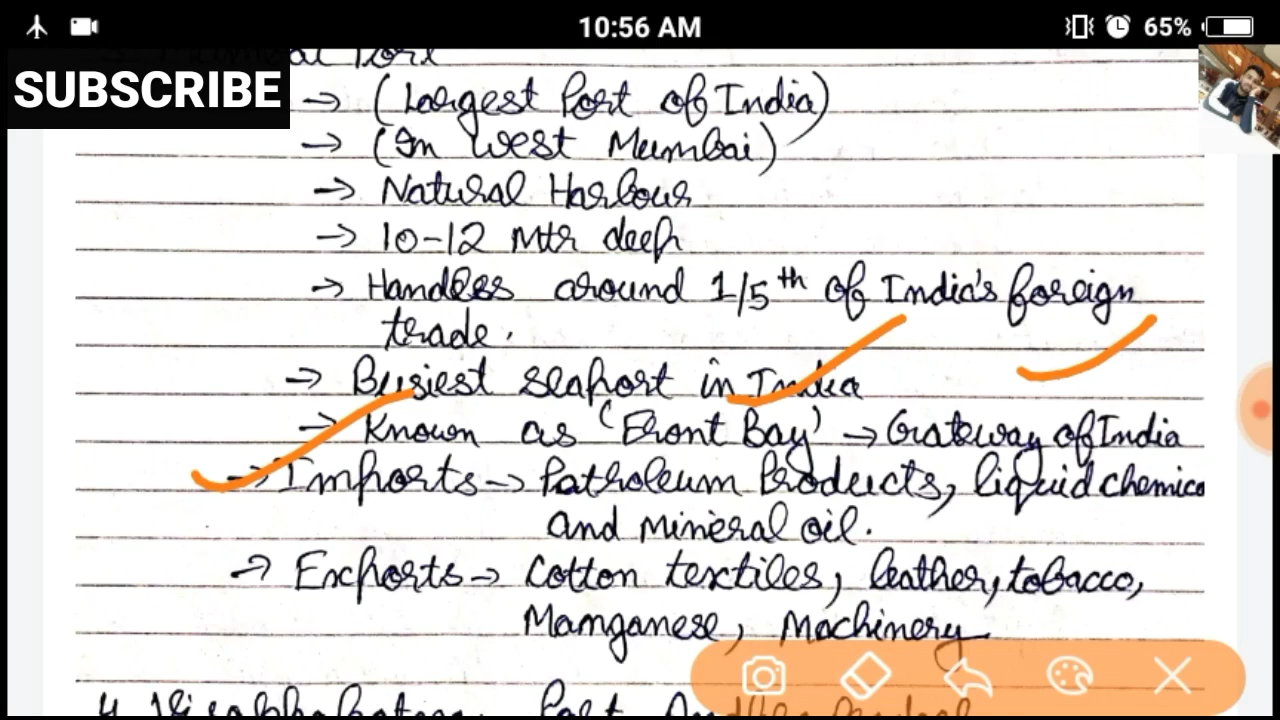 10:56 AM
65%
SUBSCRIBE
→ (Largest Port of India)
→ (In West Mumbai)
→ Natural Harbour
→ 10-12 Mtr deep
→ Handless around 1/5th of India's foreign
trade.
→ Busiest seaport in India
→ Known as 'Front Bay' → Gateway of India
→ Imports → Patroleum Products, liquid chemica
and mineral oil.
→ Exports → Cotton textiles, leather, tobacco,
Manganese, Machinery